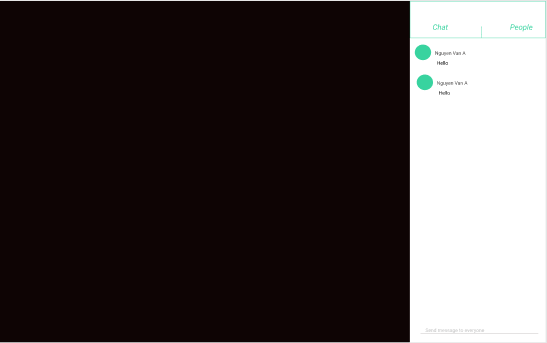 Chat People
Nguyen Van A
Hello
Nguyen Van A
Hello
Send message to everyone